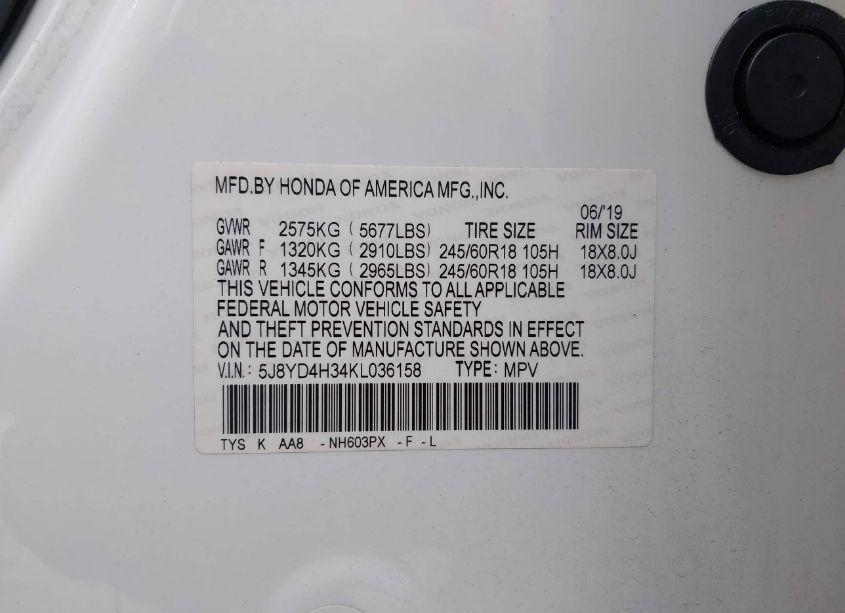 MFD.BY HONDA OF AMERICA MFG.,INC.
06/'19
GVWR 2575KG ( 5677LBS) TIRE SIZE RIM SIZE
GAWR F 1320KG ( 2910LBS) 245/60R18 105H 18X8.0J
GAWR R 1345KG ( 2965LBS) 245/60R18 105H 18X8.0J
THIS VEHICLE CONFORMS TO ALL APPLICABLE
FEDERAL MOTOR VEHICLE SAFETY
AND THEFT PREVENTION STANDARDS IN EFFECT
ON THE DATE OF MANUFACTURE SHOWN ABOVE.
V.I.N.: 5J8YD4H34KL036158 TYPE: MPV
TYS K AA8 -NH603PX -F -L